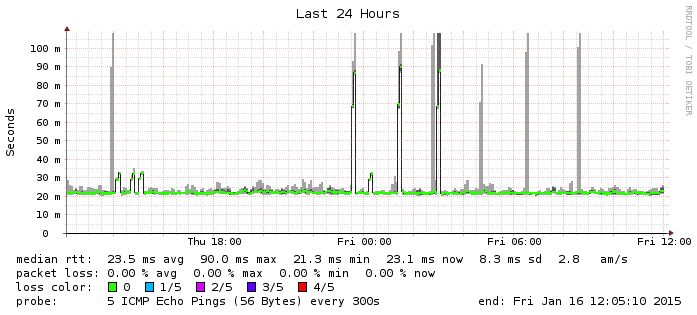 Last 24 Hours
RRDTOOL / TOBI OETIKER
Seconds
100 m
90 m
80 m
70 m
60 m
50 m
40 m
30 m
20 m
10 m
0
Thu 18:00 Fri 00:00 Fri 06:00 Fri 12:00
median rtt: 23.5 ms avg 90.0 ms max 21.3 ms min 23.1 ms now 8.3 ms sd 2.8 am/s
packet loss: 0.00 % avg 0.00 % max 0.00 % min 0.00 % now
loss color: 0 1/5 2/5 3/5 4/5
probe: 5 ICMP Echo Pings (56 Bytes) every 300s end: Fri Jan 16 12:05:10 2015